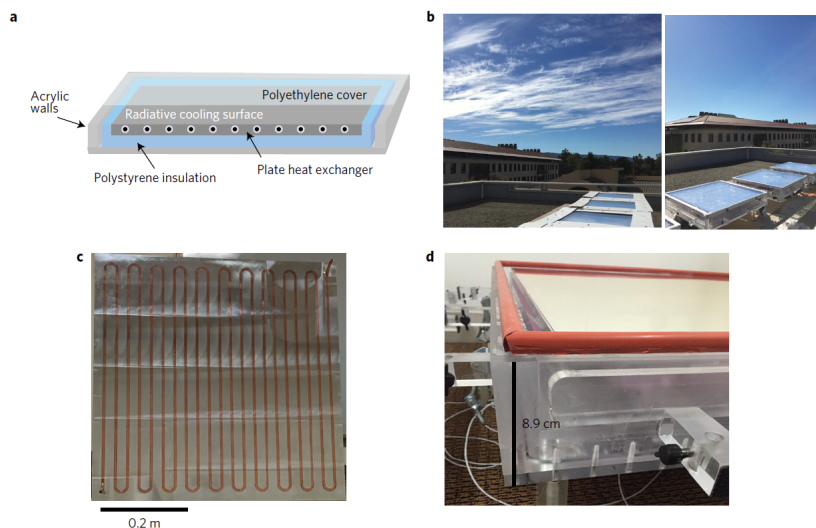 a
Acrylic
walls
Polyethylene cover
Radiative cooling surface
Polystyrene insulation
Plate heat exchanger
b
c
0.2 m
d
8.9 cm